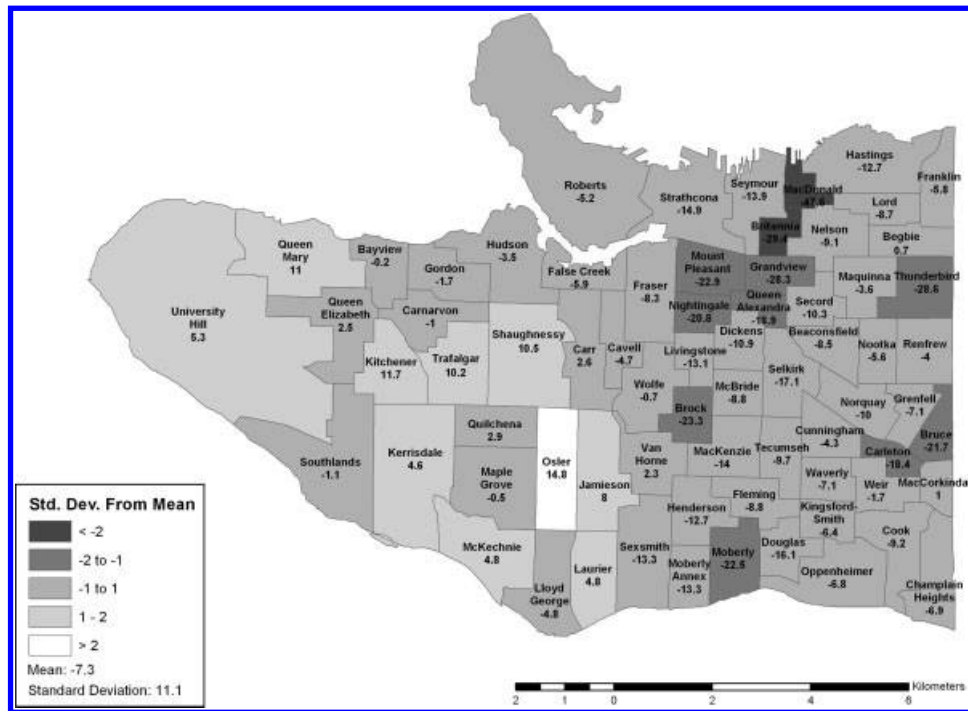 Hastings
-12.7
Franklin
-5.8
Seymour
-13.9
MacDonald
-47.6
Roberts
-5.2
Strathcona
-14.9
Lord
-8.7
Britannia
-29.4
Nelson
-9.1
Begbie
0.7
Queen
Mary
11
Bayview
-0.2
Hudson
-3.5
Gordon
-1.7
False Creek
-5.9
Mount
Pleasant
-22.9
Grandview
-28.3
Fraser
-8.3
Maquinna
-3.6
Thunderbird
-28.6
Queen
Elizabeth
2.5
Carnarvon
-1
Nightingale
-20.8
Queen
Alexandra
-18.9
Secord
-10.3
University
Hill
5.3
Shaughnessy
10.5
Dickens
-10.9
Beaconsfield
-8.5
Nootka
-5.6
Renfrew
-4
Kitchener
11.7
Trafalgar
10.2
Carr
2.6
Cavell
-4.7
Livingstone
-13.1
Selkirk
-17.1
Wolfe
-0.7
McBride
-8.8
Norquay
-10
Grenfell
-7.1
Brock
-23.3
Quilchena
2.9
Cunningham
-4.3
Bruce
-21.7
Kerrisdale
4.6
Van
Horne
2.3
MacKenzie
-14
Tecumseh
-9.7
Carleton
-18.4
Southlands
-1.1
Maple
Grove
-0.5
Osler
14.8
Jamieson
8
Waverly
-7.1
Weir
-1.7
MacCorkinda
1
Henderson
-12.7
Fleming
-8.8
Kingsford-
Smith
-6.4
McKechnie
4.8
Sexsmith
-13.3
Moberly
-22.5
Douglas
-16.1
Cook
-9.2
Laurier
4.8
Moberly
Annex
-13.3
Oppenheimer
-6.8
Lloyd
George
-4.8
Champlain
Heights
-6.9
Std. Dev. From Mean
< -2
-2 to -1
-1 to 1
1 - 2
> 2
Mean: -7.3
Standard Deviation: 11.1
Kilometers
2 1 0 2 4 6